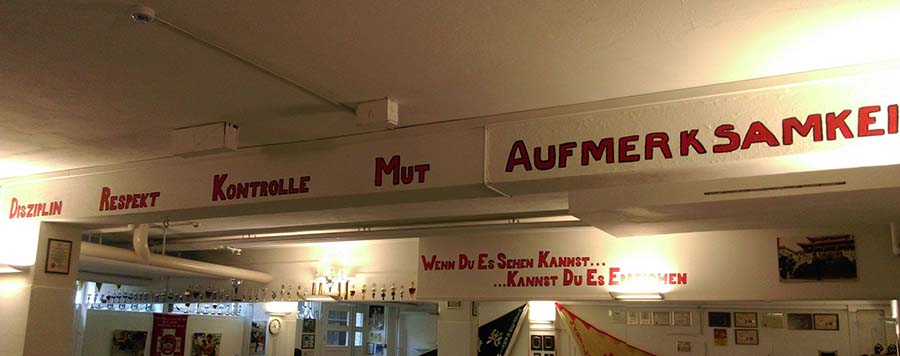 Disziplin Respekt Kontrolle Mut Aufmerksamkei
Wenn Du Es Sehen Kannst...
...Kannst Du Es Erreichen